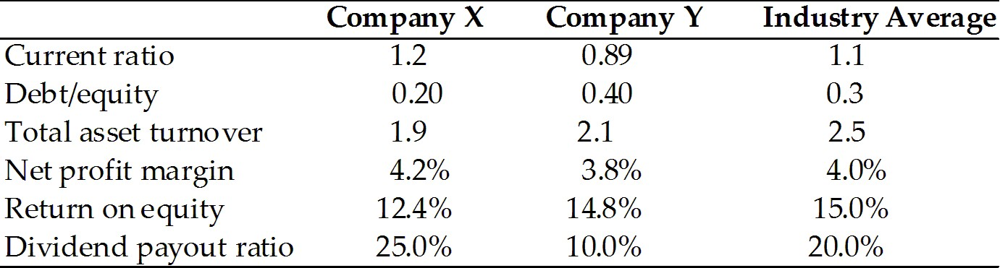 Company X Company Y Industry Average
Current ratio 1.2 0.89 1.1
Debt/equity 0.20 0.40 0.3
Total asset turnover 1.9 2.1 2.5
Net profit margin 4.2% 3.8% 4.0%
Return on equity 12.4% 14.8% 15.0%
Dividend payout ratio 25.0% 10.0% 20.0%